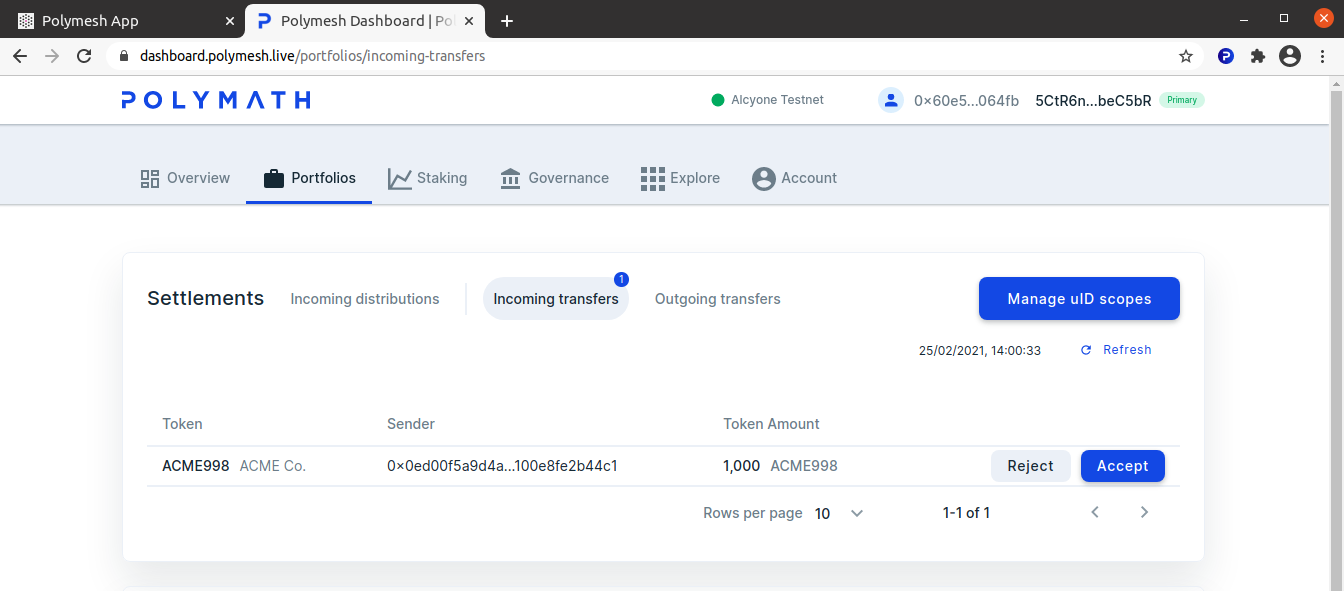 Polymesh App
Polymesh Dashboard | Pol
dashboard.polymesh.live/portfolios/incoming-transfers
POLYMATH
Alcyone Testnet
0x60e5...064fb 5CtR6n...beC5bR Primary
Overview Portfolios Staking Governance Explore Account
Settlements Incoming distributions Incoming transfers 1 Outgoing transfers Manage uID scopes
25/02/2021, 14:00:33 Refresh
Token Sender Token Amount
ACME998 ACME Co. 0x0ed00f5a9d4a...100e8fe2b44c1 1,000 ACME998 Reject Accept
Rows per page 10 1-1 of 1